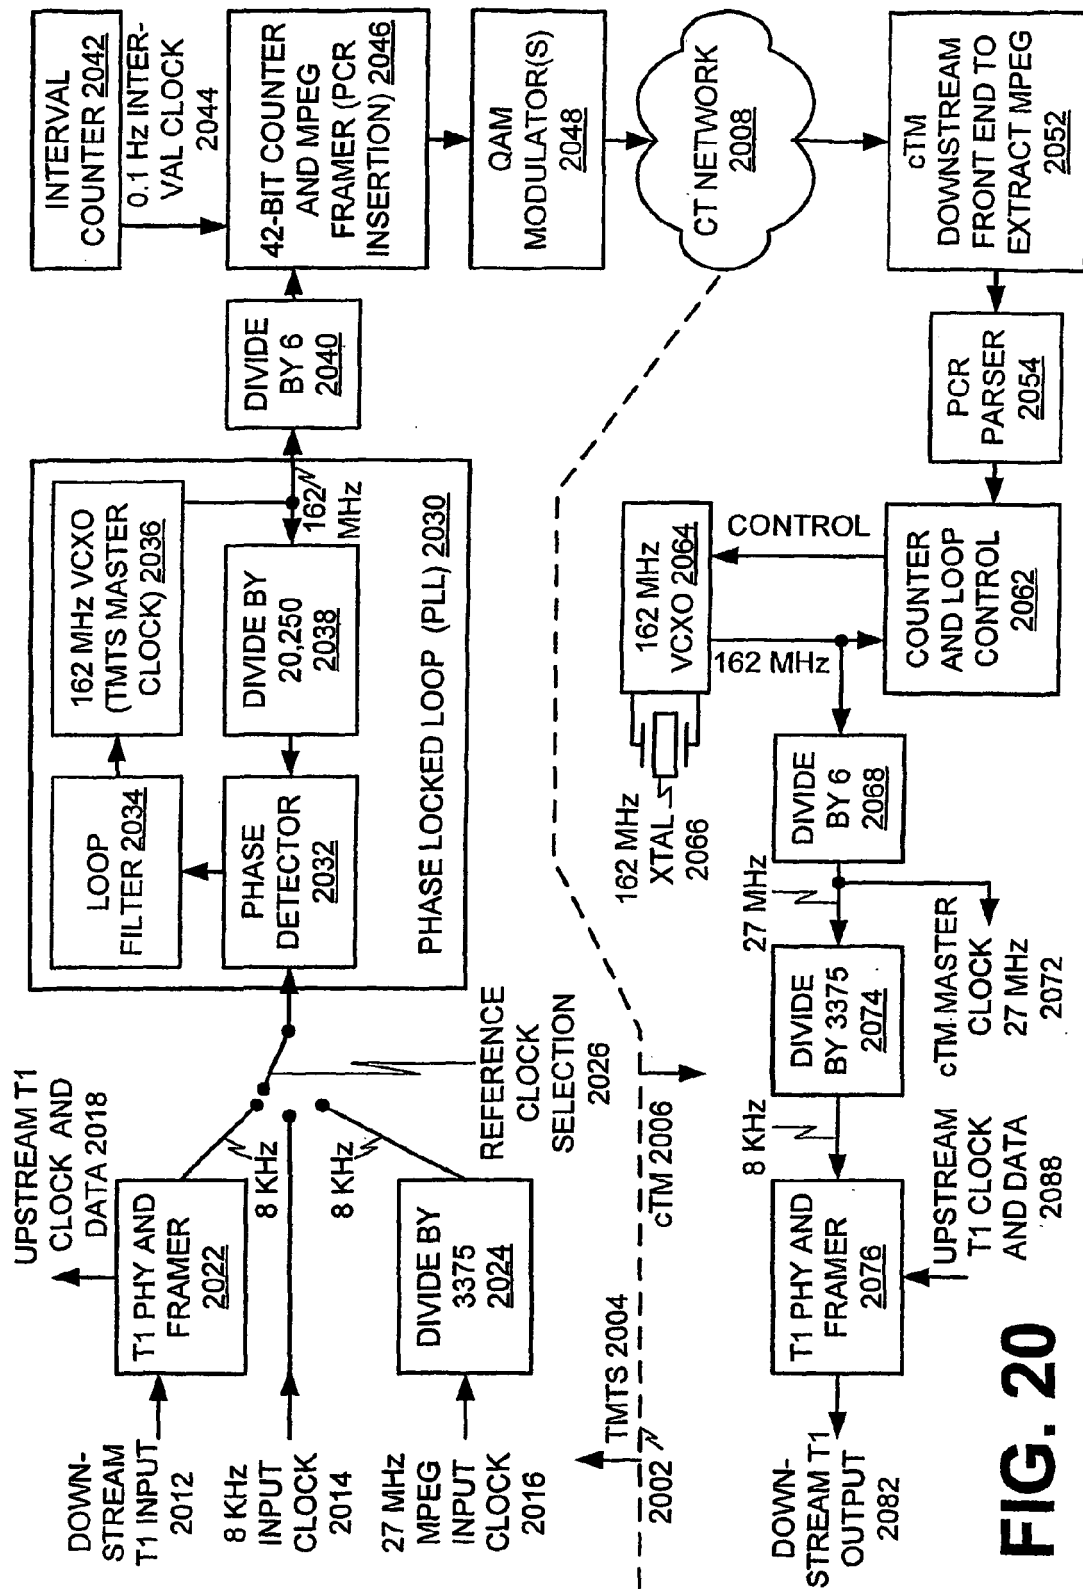 DOWN-
STREAM
T1 INPUT
2012
8 KHz
INPUT
CLOCK
2014
27 MHz
MPEG
INPUT
CLOCK
2016
UPSTREAM T1
CLOCK AND
DATA 2018
T1 PHY AND
FRAMER
2022
DIVIDE BY
3375
2024
8 KHz
8 KHz
REFERENCE
CLOCK
SELECTION
2026
LOOP
FILTER 2034
162 MHz VCXO
(TMTS MASTER
CLOCK) 2036
PHASE
DETECTOR
2032
DIVIDE BY
20,250
2038
162
MHz
PHASE LOCKED LOOP (PLL) 2030
DIVIDE
BY 6
2040
INTERVAL
COUNTER 2042
0.1 Hz INTER-
VAL CLOCK
2044
42-BIT COUNTER
AND MPEG
FRAMER (PCR
INSERTION) 2046
QAM
MODULATOR(S)
2048
CT NETWORK
2008
TMTS 2004
2002
cTM 2006
cTM
DOWNSTREAM
FRONT END TO
EXTRACT MPEG
2052
PCR
PARSER
2054
COUNTER
AND LOOP
CONTROL
2062
CONTROL
162 MHz
VCXO 2064
162 MHz
162 MHz
XTAL
2066
DIVIDE
BY 6
2068
27 MHz
cTM MASTER
CLOCK
27 MHz
2072
DIVIDE
BY 3375
2074
8 KHz
T1 PHY AND
FRAMER
2076
UPSTREAM
T1 CLOCK
AND DATA
2088
DOWN-
STREAM T1
OUTPUT
2082
FIG. 20